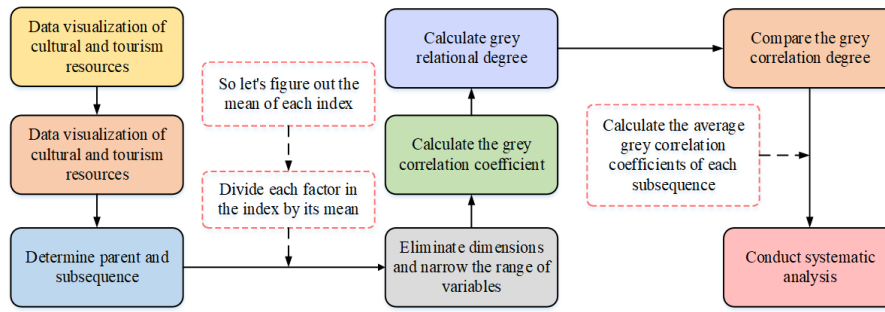 Data visualization of
cultural and tourism
resources
Data visualization of
cultural and tourism
resources
Determine parent and
subsequence
So let's figure out the
mean of each index
Divide each factor in
the index by its mean
Calculate grey
relational degree
Calculate the grey
correlation coefficient
Eliminate dimensions
and narrow the range of
variables
Compare the grey
correlation degree
Calculate the average
grey correlation
coefficients of each
subsequence
Conduct systematic
analysis